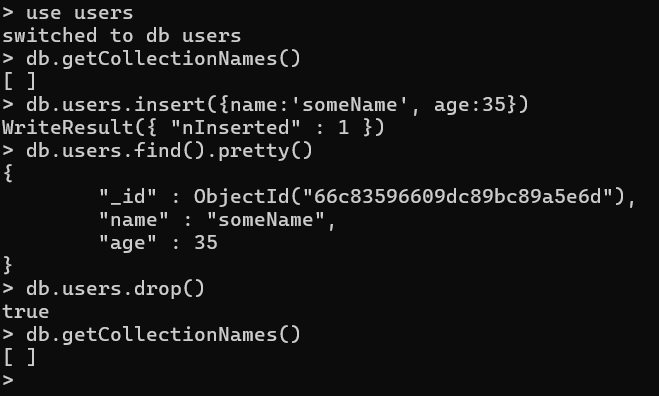 > use users
switched to db users
> db.getCollectionNames()
[ ]
> db.users.insert({name:'someName', age:35})
WriteResult({ "nInserted" : 1 })
> db.users.find().pretty()
{
        "_id" : ObjectId("66c83596609dc89bc89a5e6d"),
        "name" : "someName",
        "age" : 35
}
> db.users.drop()
true
> db.getCollectionNames()
[ ]
>